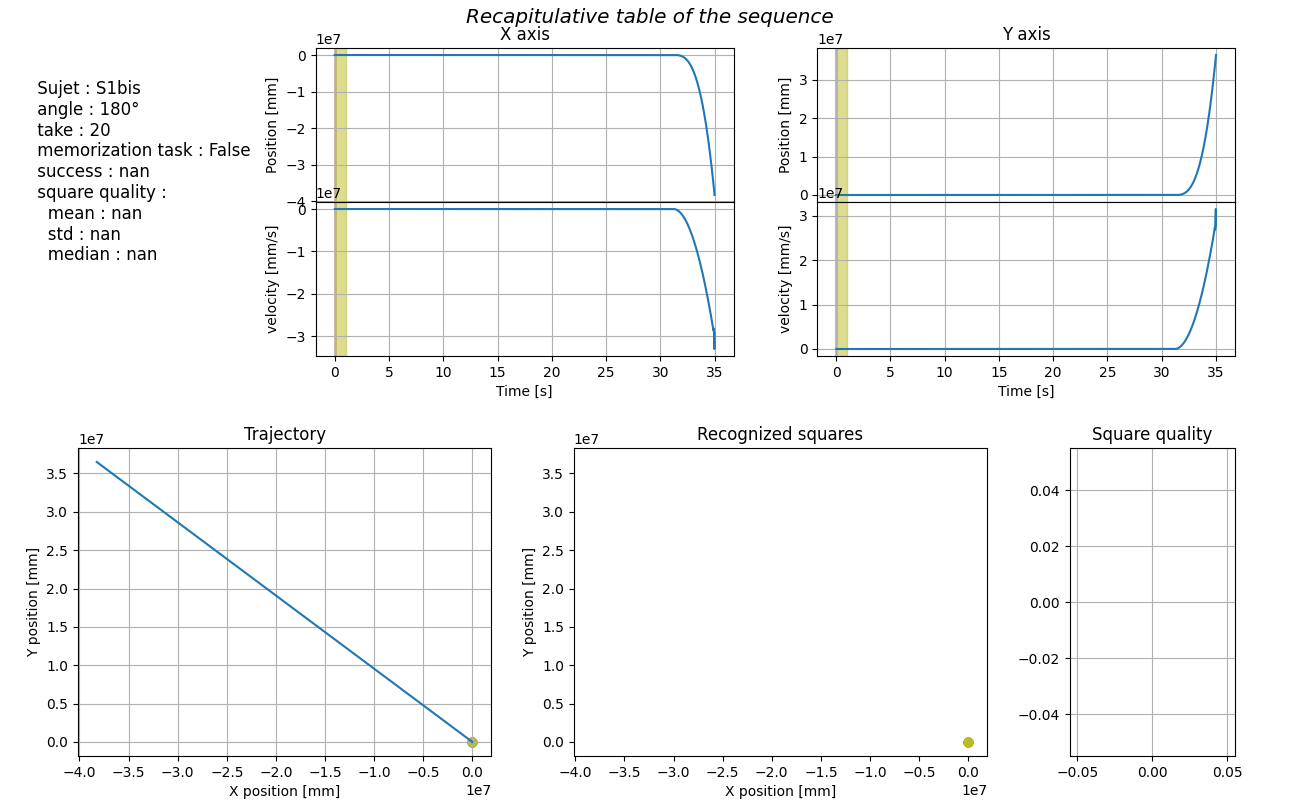 Recapitulative table of the sequence
Sujet : S1bis
angle : 180°
take : 20
memorization task : False
success : nan
square quality :
mean : nan
std : nan
median : nan
X axis
1e7
Position [mm]
0
−1
−2
−3
−4
1e7
velocity [mm/s]
0
−1
−2
−3
0 5 10 15 20 25 30 35
Time [s]
Y axis
1e7
Position [mm]
3
2
1
0
1e7
velocity [mm/s]
3
2
1
0
0 5 10 15 20 25 30 35
Time [s]
Trajectory
1e7
Y position [mm]
3.5
3.0
2.5
2.0
1.5
1.0
0.5
0.0
−4.0 −3.5 −3.0 −2.5 −2.0 −1.5 −1.0 −0.5 0.0
X position [mm]
1e7
Recognized squares
1e7
Y position [mm]
3.5
3.0
2.5
2.0
1.5
1.0
0.5
0.0
−4.0 −3.5 −3.0 −2.5 −2.0 −1.5 −1.0 −0.5 0.0
X position [mm]
1e7
Square quality
0.04
0.02
0.00
−0.02
−0.04
−0.05 0.00 0.05